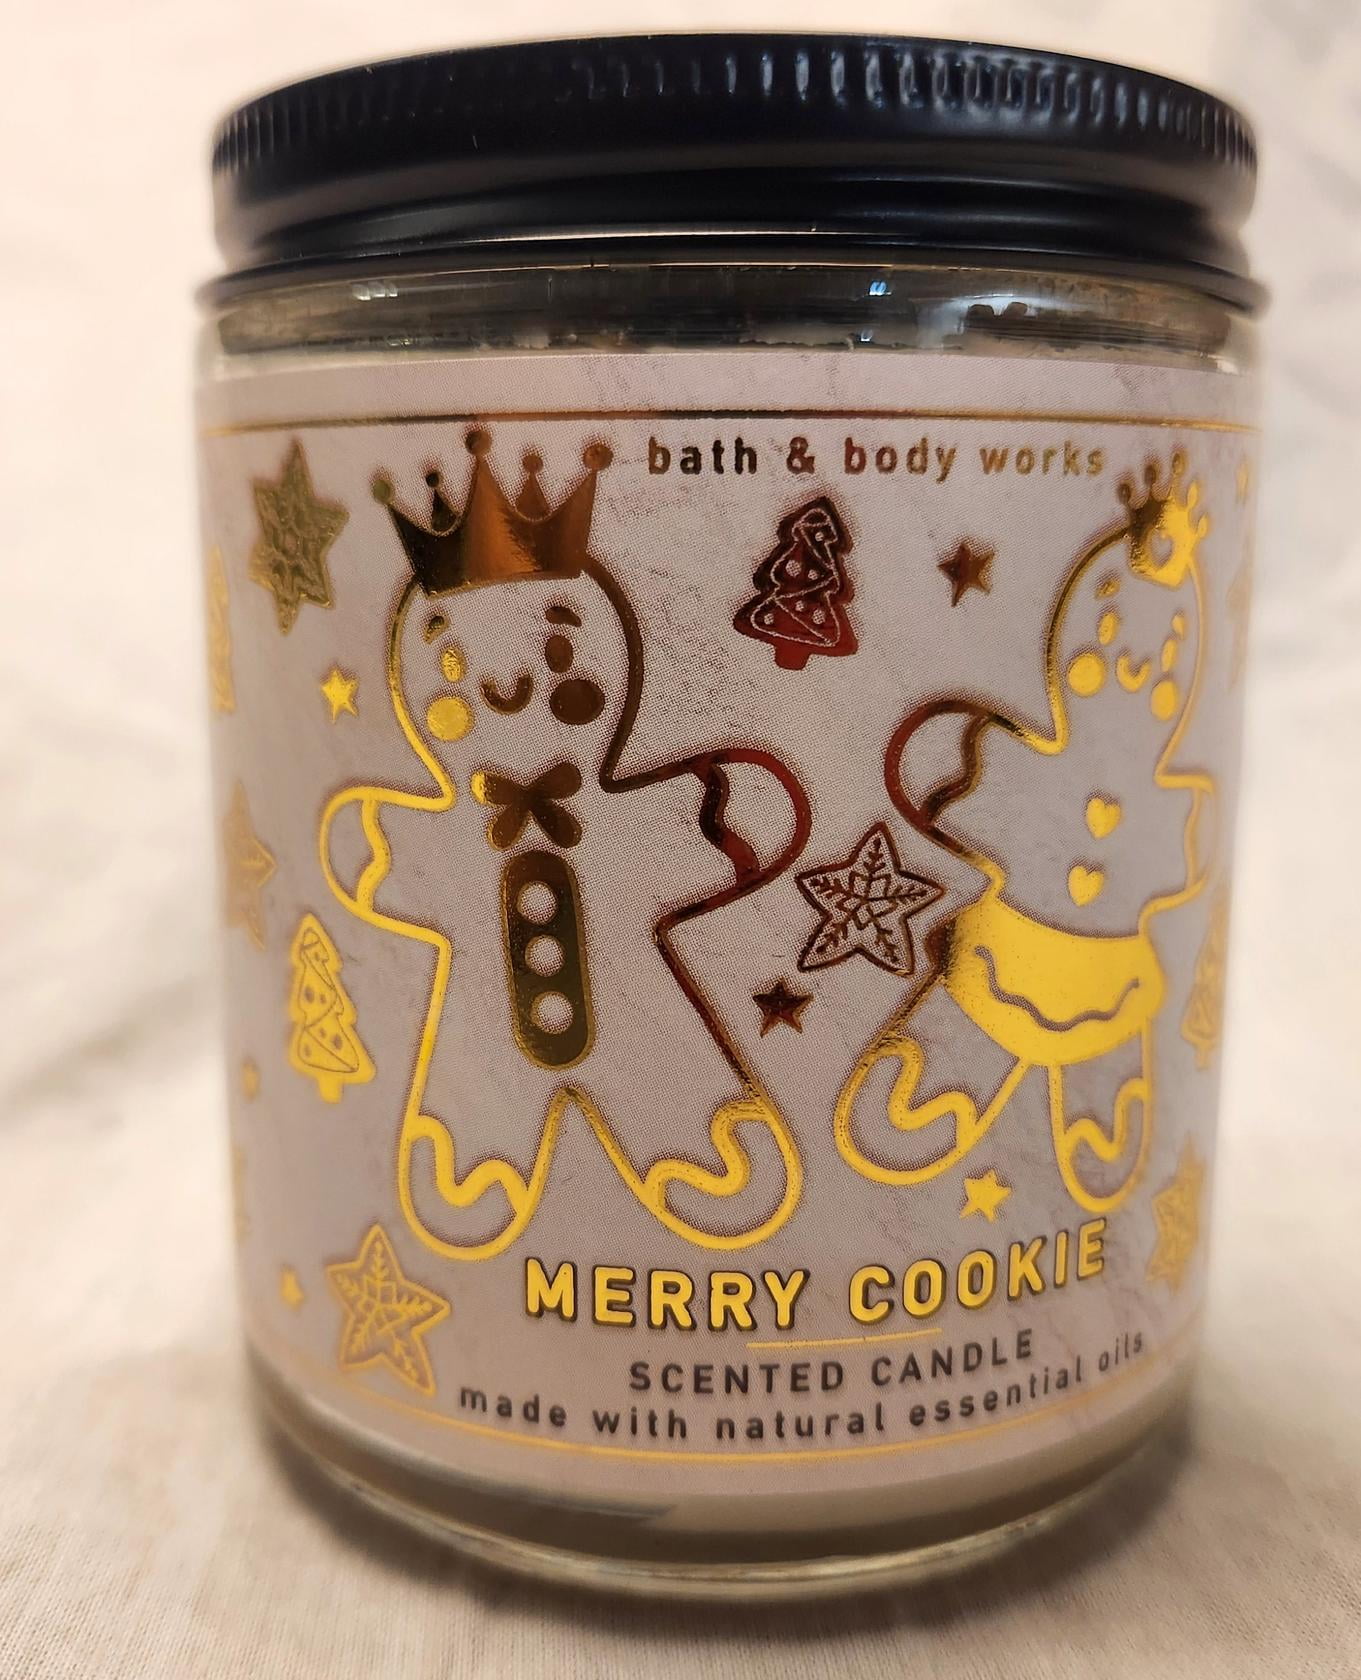 bath & body works
MERRY COOKIE
SCENTED CANDLE
made with natural essential oils